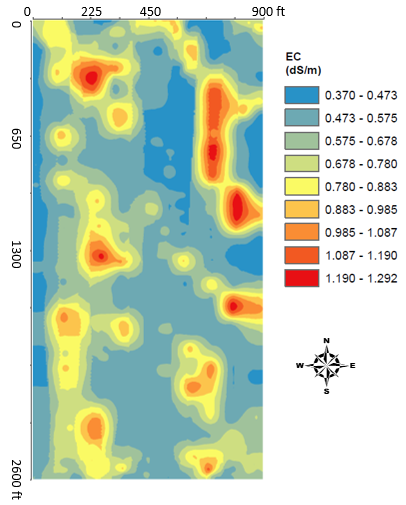 0 225 450 900 ft
0
650
1300
2600 ft
EC
(dS/m)
0.370 - 0.473
0.473 - 0.575
0.575 - 0.678
0.678 - 0.780
0.780 - 0.883
0.883 - 0.985
0.985 - 1.087
1.087 - 1.190
1.190 - 1.292
N
W E
S